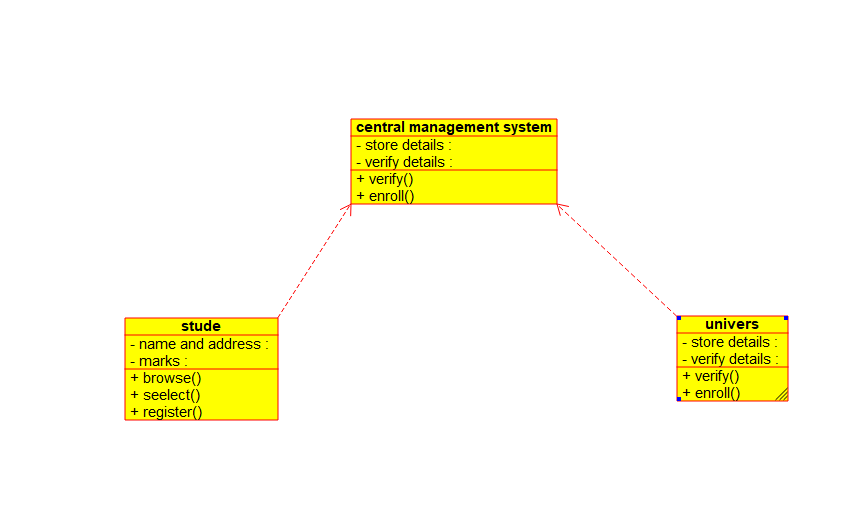 central management system
- store details :
- verify details :
+ verify()
+ enroll()
stude
- name and address :
- marks :
+ browse()
+ seelect()
+ register()
univers
- store details :
- verify details :
+ verify()
+ enroll()